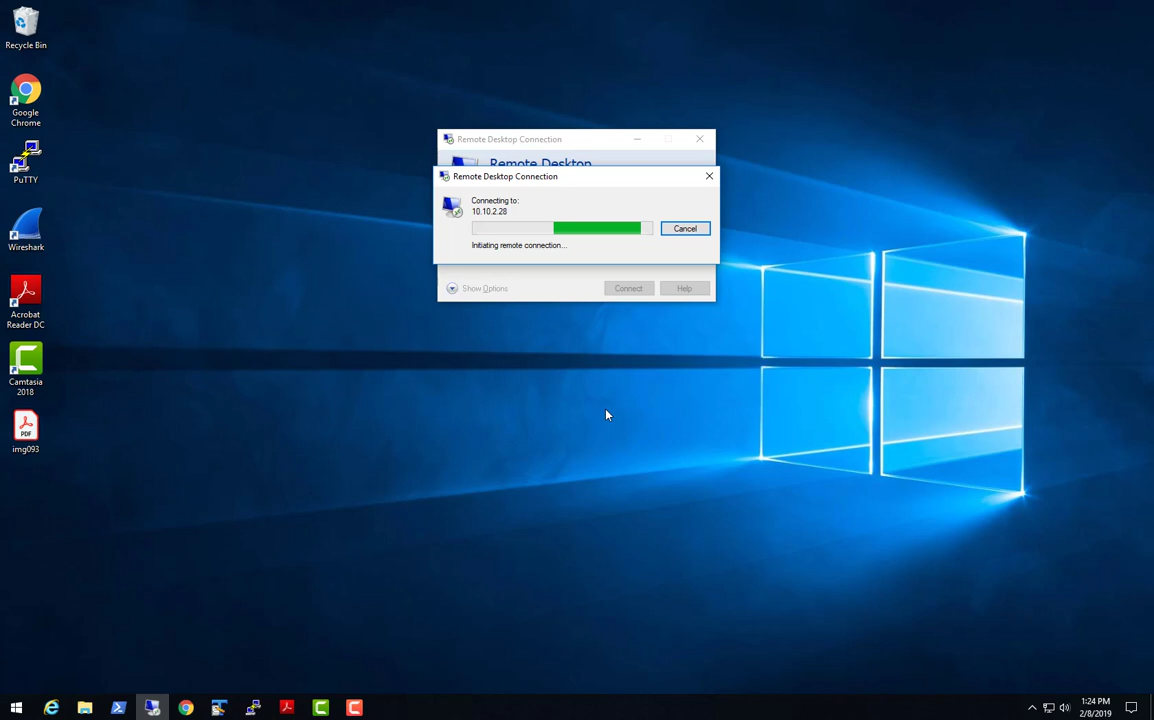 Recycle Bin
Google
Chrome
PuTTY
Wireshark
Acrobat
Reader DC
Camtasia
2018
PDF
img093
Remote Desktop Connection
Remote Desktop
Remote Desktop Connection
Connecting to:
10.10.2.28
Cancel
Initiating remote connection...
Show Options
Connect
Help
1:24 PM
2/8/2019